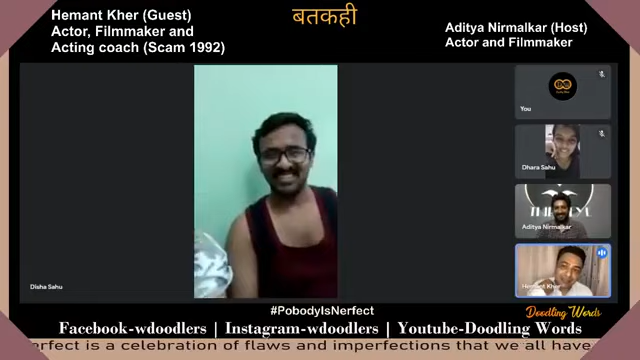 Hemant Kher (Guest)
Actor, Filmmaker and
Acting coach (Scam 1992)
बतकही
Aditya Nirmalkar (Host)
Actor and Filmmaker
You
Dhara Sahu
Aditya Nirmalkar
Hemant Kher
Disha Sahu
#PobodyIsNerfect
Doodling Words
Facebook-wdoodlers | Instagram-wdoodlers | Youtube-Doodling Words
erfect is a celebration of flaws and imperfections that we all have